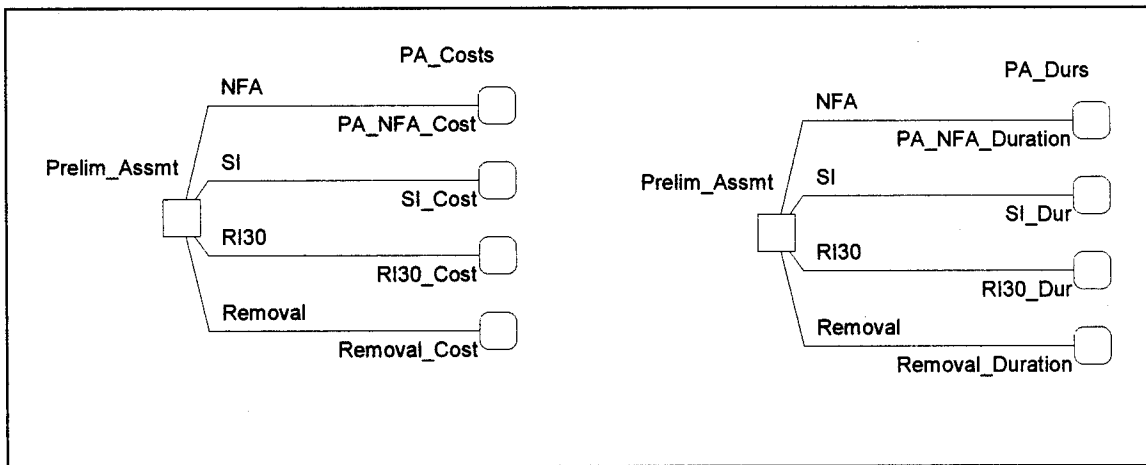 PA_Costs
NFA
PA_NFA_Cost
Prelim_Assmt
SI
SI_Cost
RI30
RI30_Cost
Removal
Removal_Cost
PA_Durs
NFA
PA_NFA_Duration
Prelim_Assmt
SI
SI_Dur
RI30
RI30_Dur
Removal
Removal_Duration